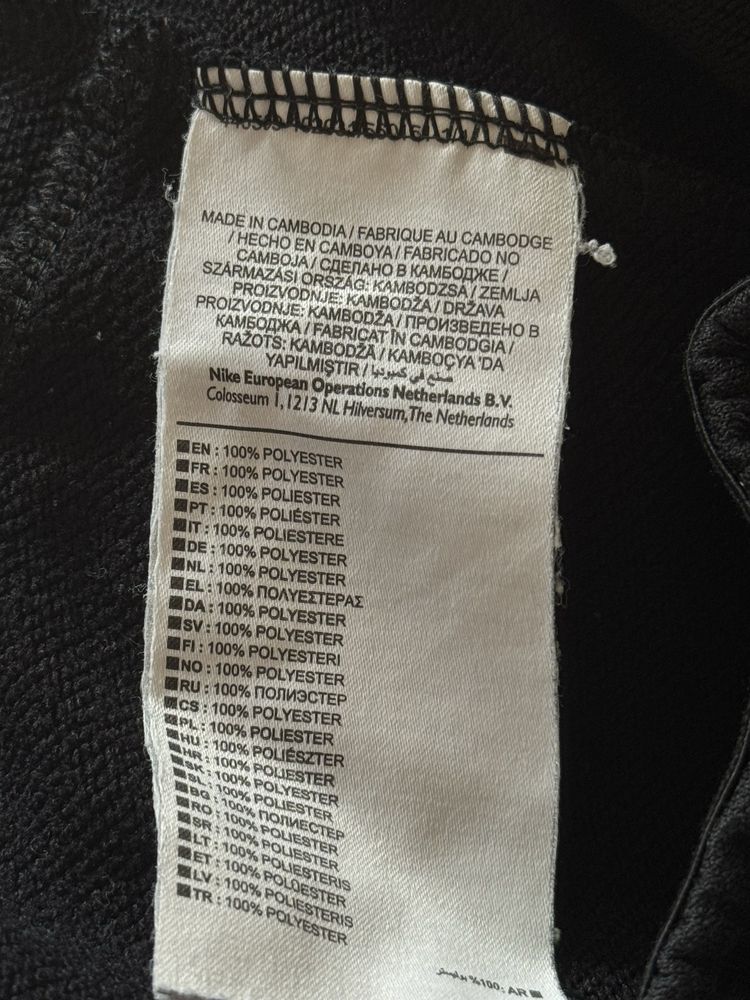 MADE IN CAMBODIA / FABRIQUE AU CAMBODGE
/ HECHO EN CAMBOYA / FABRICADO NO
CAMBOJA / СДЕЛАНО В КАМБОДЖЕ /
SZÁRMAZÁSI ORSZÁG: KAMBODZSA / ZEMLJA
PROIZVODNJE: KAMBODŽA / DRŽAVA
PROIZVODNJE: KAMBODŽA / ПРОИЗВЕДЕНО В
КАМБОДЖА / FABRICAT ÎN CAMBODGIA /
RAŽOTS: KAMBODŽĀ / KAMBOÇYA 'DA
YAPILMIŞTIR / صنع في كمبوديا
Nike European Operations Netherlands B.V.
Colosseum 1, 1213 NL Hilversum, The Netherlands
EN : 100% POLYESTER
FR : 100% POLYESTER
ES : 100% POLIESTER
PT : 100% POLIÉSTER
IT : 100% POLIESTERE
DE : 100% POLYESTER
NL : 100% POLYESTER
EL : 100% ΠΟΛΥΕΣΤΕΡΑΣ
DA : 100% POLYESTER
SV : 100% POLYESTER
FI : 100% POLYESTERI
NO : 100% POLYESTER
RU : 100% ПОЛИЭСТЕР
CS : 100% POLYESTER
PL : 100% POLIESTER
HU : 100% POLIÉSZTER
HR : 100% POLIESTER
SK : 100% POLYESTER
SL : 100% POLIESTER
BG : 100% ПОЛИЕСТЕР
RO : 100% POLIESTER
SR : 100% POLIESTER
LT : 100% POLIESTERIS
ET : 100% POLÜESTER
LV : 100% POLIESTERIS
TR : 100% POLYESTER
AR :100% بوليستر